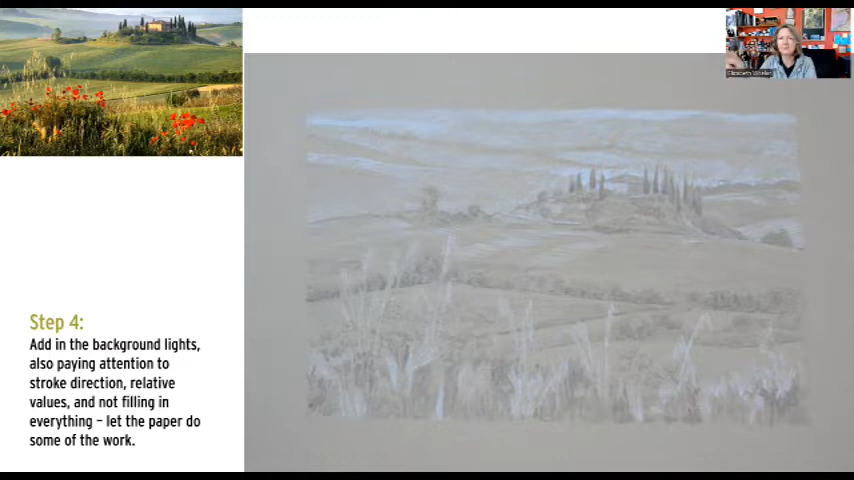 Step 4:
Add in the background lights,
also paying attention to
stroke direction, relative
values, and not filling in
everything – let the paper do
some of the work.